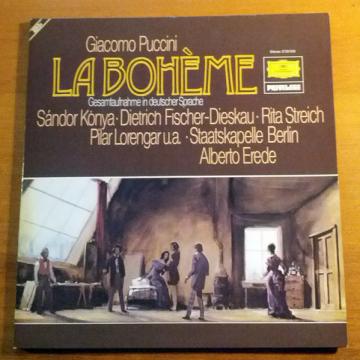 Giacomo Puccini
LA BOHÈME
Gesamtaufnahme in deutscher Sprache
Sándor Kónya · Dietrich Fischer-Dieskau · Rita Streich
Pilar Lorengar u.a. · Staatskapelle Berlin
Alberto Erede